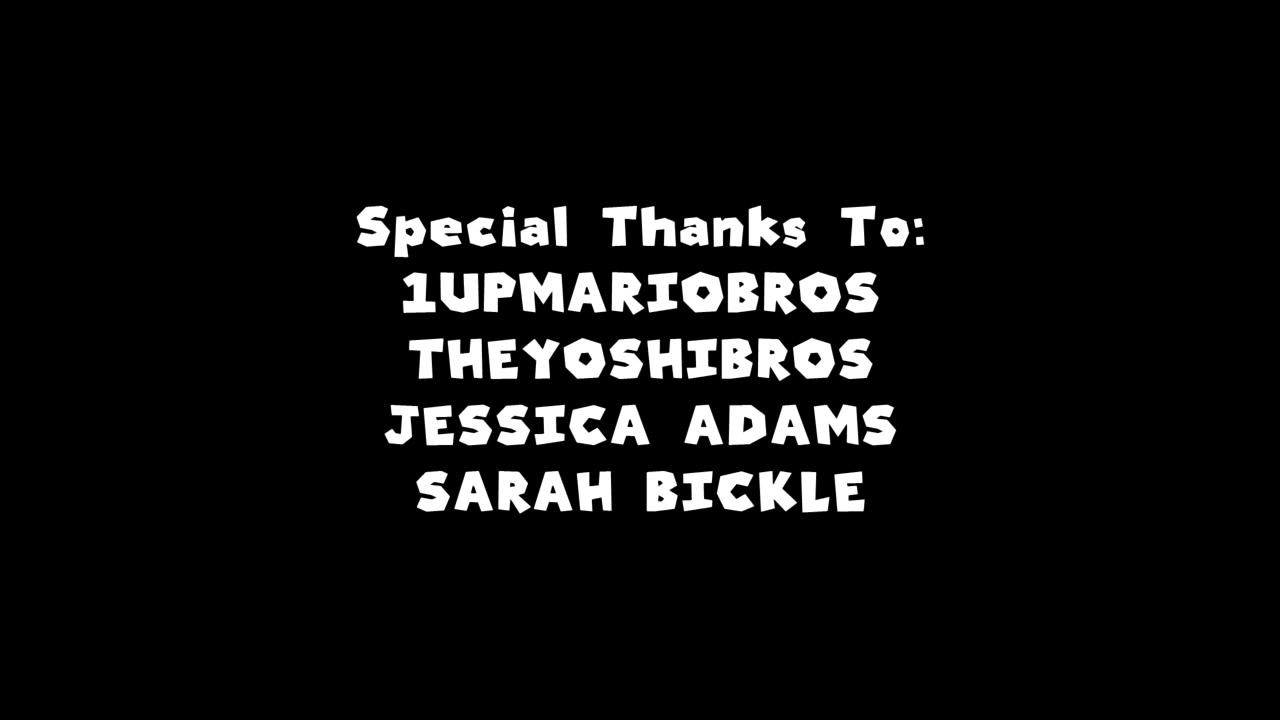 Special Thanks To:
1UPMARIOBROS
THEYOSHIBROS
JESSICA ADAMS
SARAH BICKLE